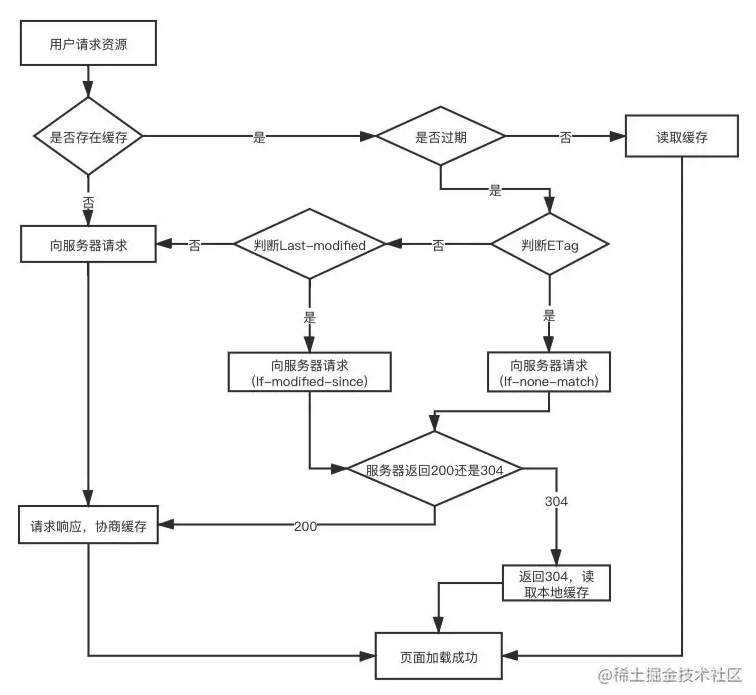 用户请求资源
是否存在缓存
是
是否过期
否
读取缓存
是
否
向服务器请求
否
判断Last-modified
否
判断ETag
是
是
向服务器请求
（If-modified-since）
向服务器请求
（If-none-match）
服务器返回200还是304
304
请求响应，协商缓存
200
返回304，读
取本地缓存
页面加载成功
@稀土掘金技术社区